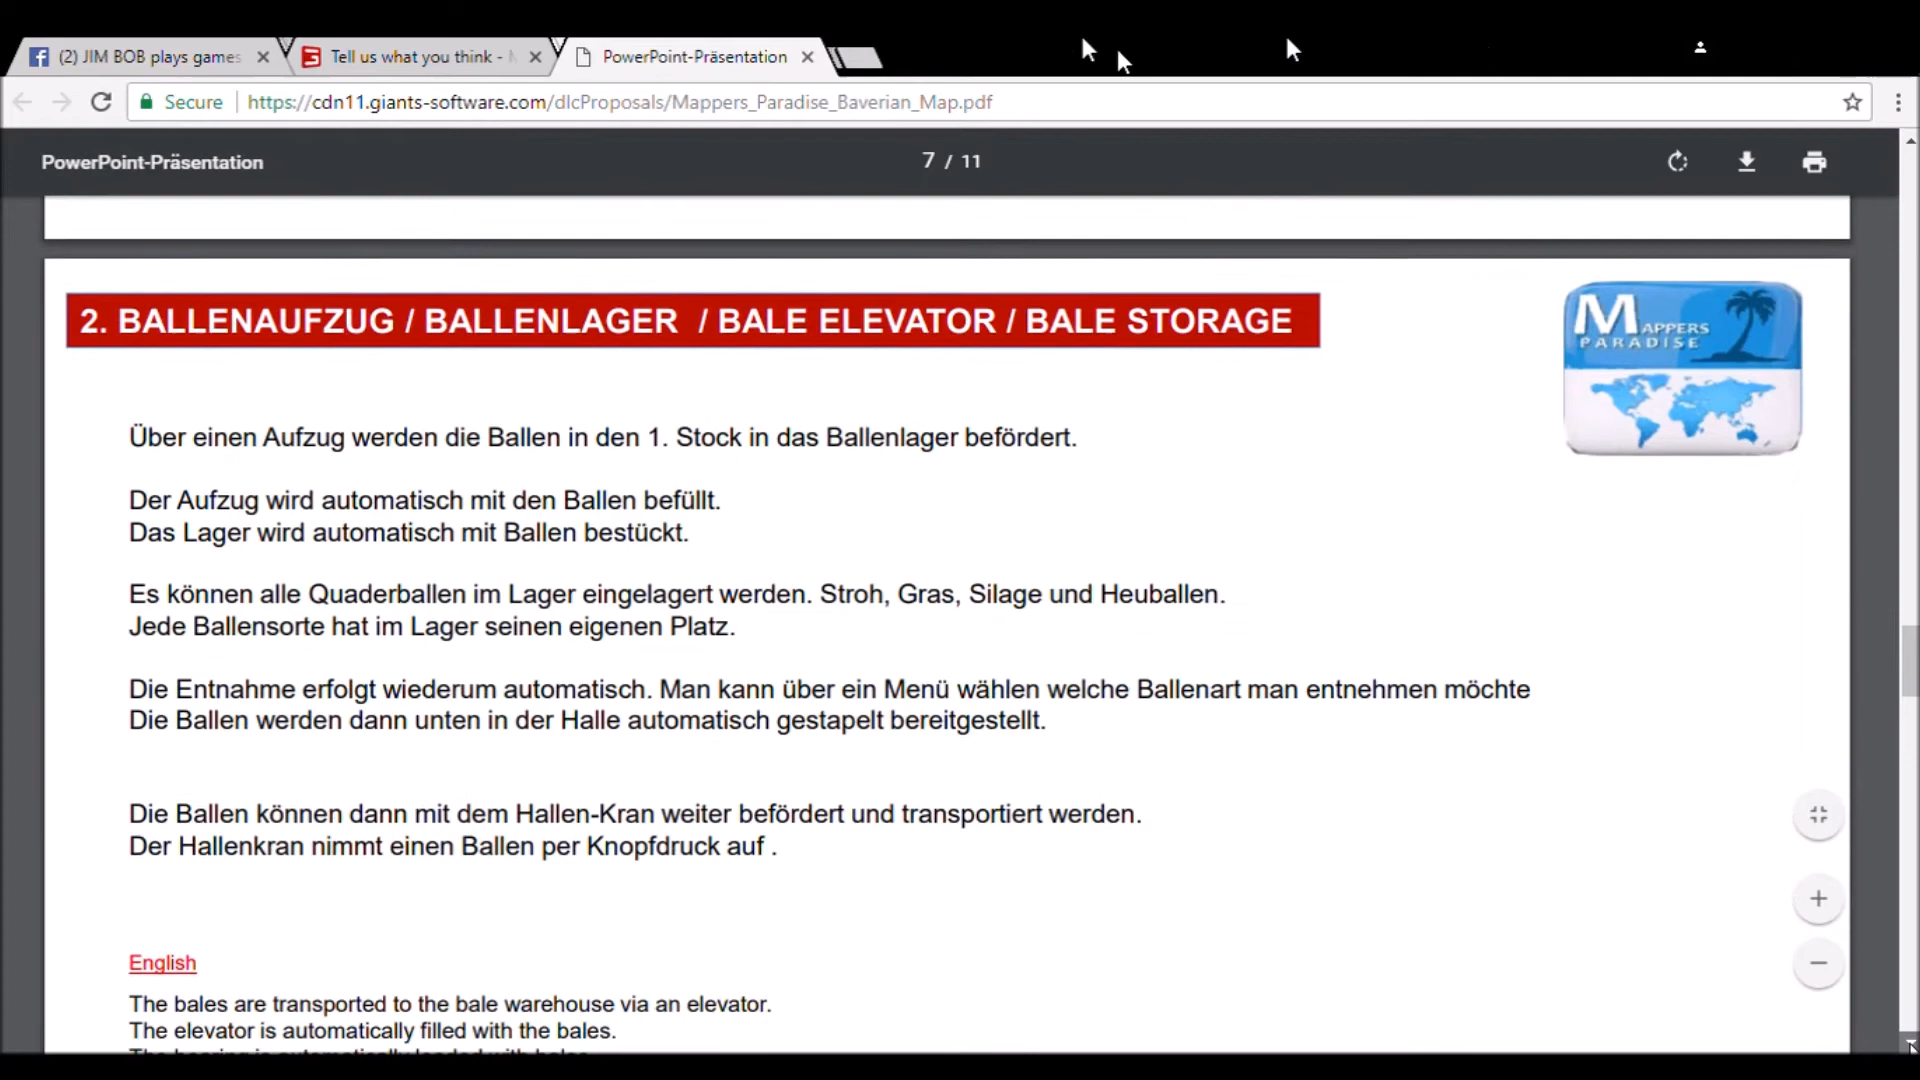 (2) JIM BOB plays games
Tell us what you think -
PowerPoint-Präsentation
Secure
https://cdn11.giants-software.com/dlcProposals/Mappers_Paradise_Baverian_Map.pdf
PowerPoint-Präsentation
7 / 11
2. BALLENAUFZUG / BALLENLAGER / BALE ELEVATOR / BALE STORAGE
MAPPERS
PARADISE
Über einen Aufzug werden die Ballen in den 1. Stock in das Ballenlager befördert.
Der Aufzug wird automatisch mit den Ballen befüllt.
Das Lager wird automatisch mit Ballen bestückt.
Es können alle Quaderballen im Lager eingelagert werden. Stroh, Gras, Silage und Heuballen.
Jede Ballensorte hat im Lager seinen eigenen Platz.
Die Entnahme erfolgt wiederum automatisch. Man kann über ein Menü wählen welche Ballenart man entnehmen möchte
Die Ballen werden dann unten in der Halle automatisch gestapelt bereitgestellt.
Die Ballen können dann mit dem Hallen-Kran weiter befördert und transportiert werden.
Der Hallenkran nimmt einen Ballen per Knopfdruck auf .
English
The bales are transported to the bale warehouse via an elevator.
The elevator is automatically filled with the bales.